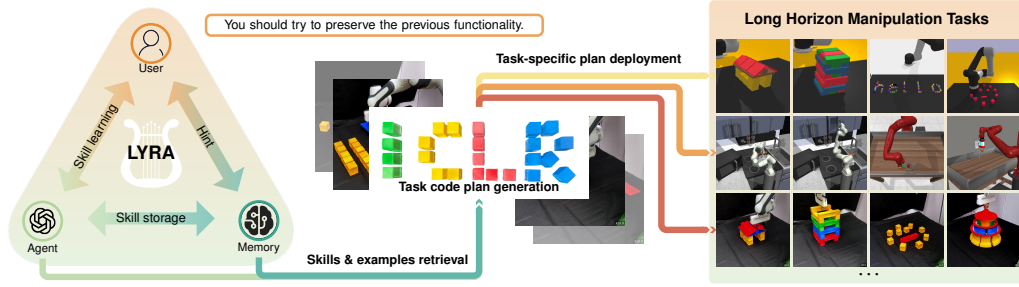 You should try to preserve the previous functionality.
User
Skill learning
Hint
LYRA
Skill storage
Agent
Memory
ICLR
Task code plan generation
Skills & examples retrieval
Task-specific plan deployment
Long Horizon Manipulation Tasks
hello
...